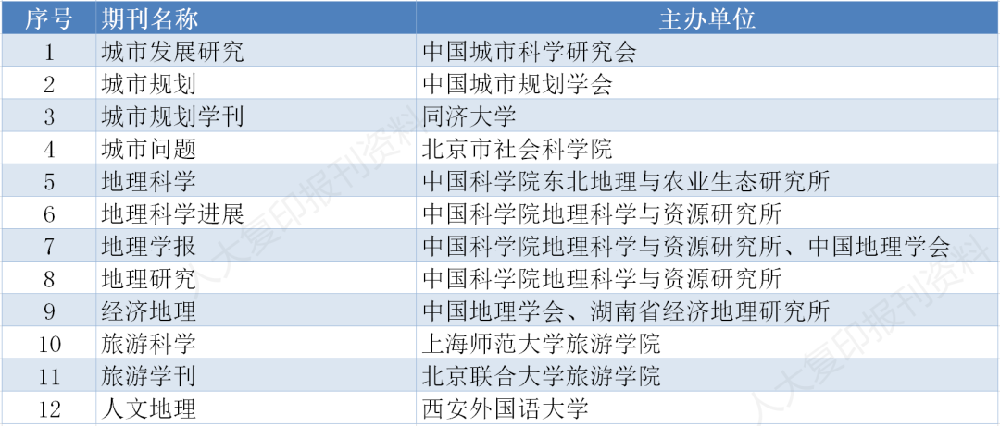 序号 期刊名称 主办单位
1 城市发展研究 中国城市科学研究会
2 城市规划 中国城市规划学会
3 城市规划学刊 同济大学
4 城市问题 北京市社会科学院
5 地理科学 中国科学院东北地理与农业生态研究所
6 地理科学进展 中国科学院地理科学与资源研究所
7 地理学报 中国科学院地理科学与资源研究所、中国地理学会
8 地理研究 中国科学院地理科学与资源研究所
9 经济地理 中国地理学会、湖南省经济地理研究所
10 旅游科学 上海师范大学旅游学院
11 旅游学刊 北京联合大学旅游学院
12 人文地理 西安外国语大学
人大复印报刊资料
人大复印报刊资料